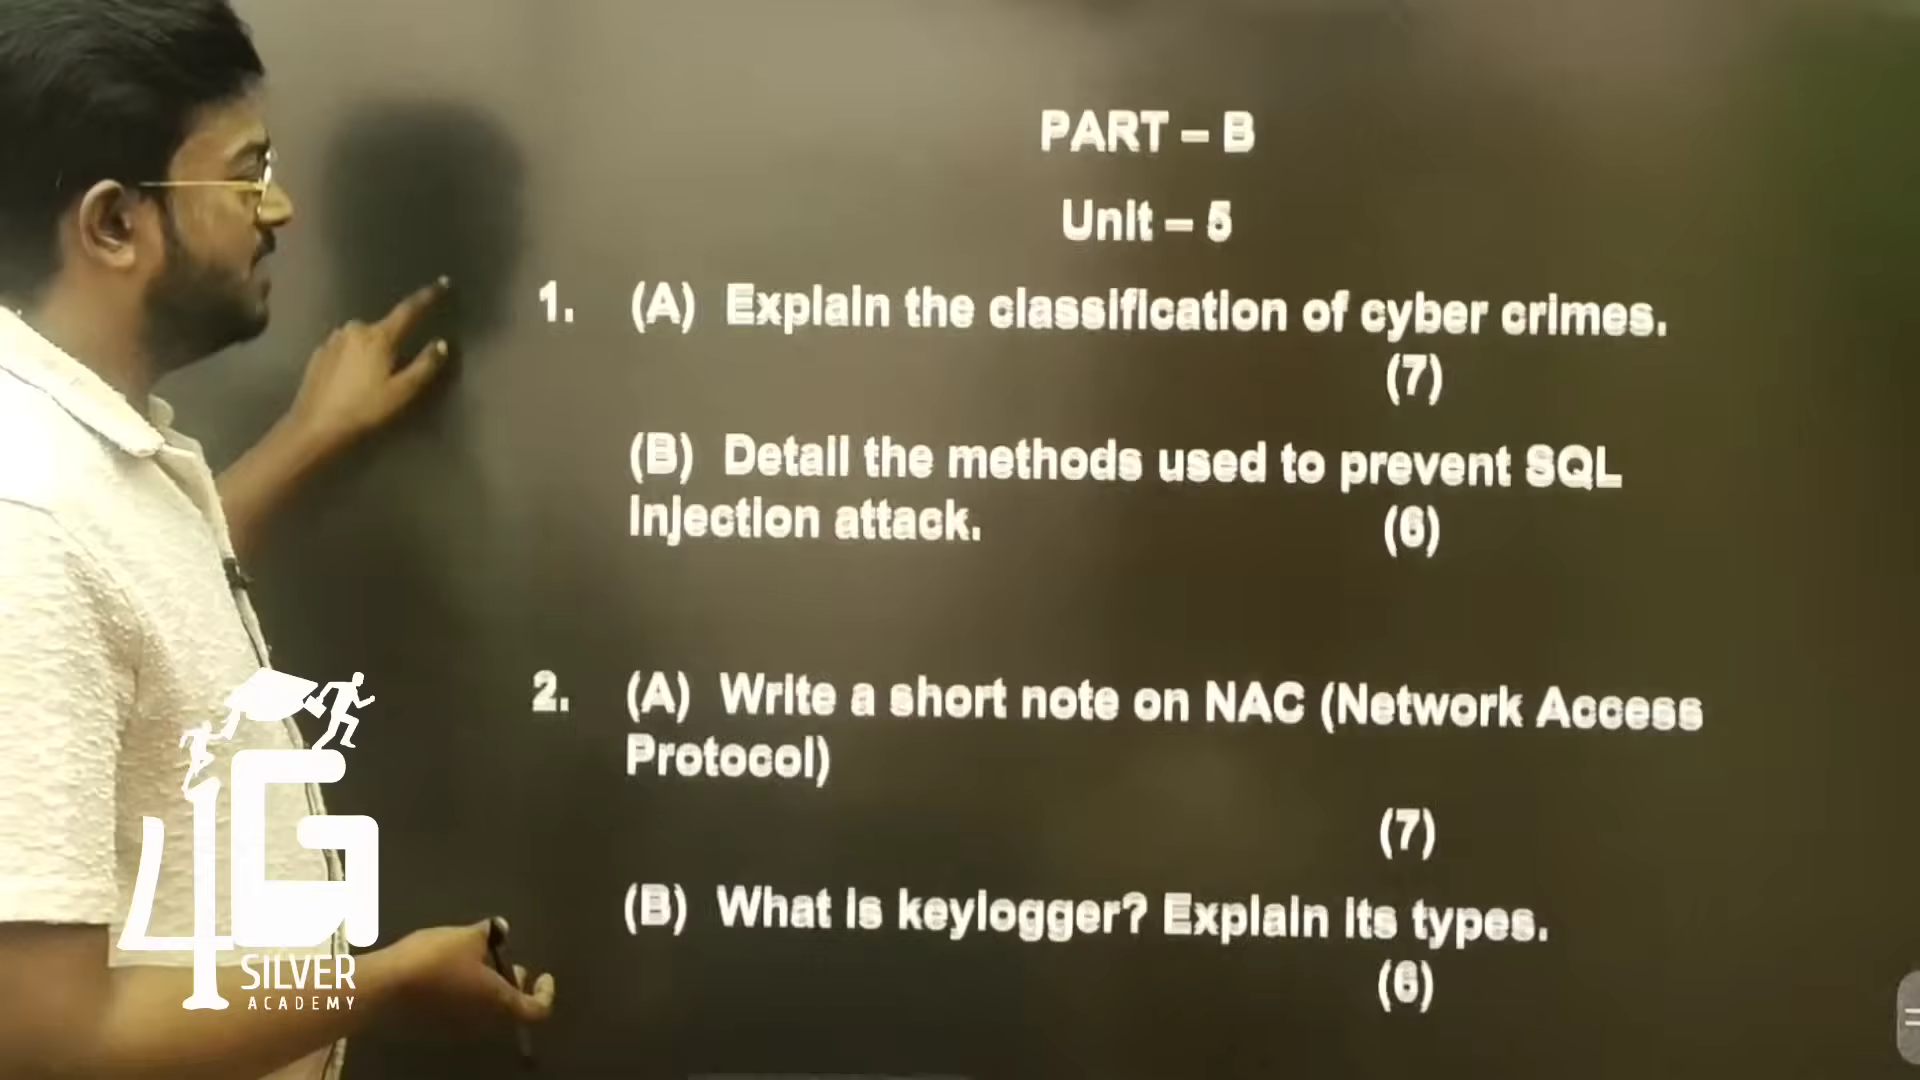 PART – B
Unit – 5
1. (A) Explain the classification of cyber crimes.
(7)
(B) Detail the methods used to prevent SQL
Injection attack. (6)
2. (A) Write a short note on NAC (Network Access
Protocol)
(7)
(B) What is keylogger? Explain its types.
(6)
4G
SILVER
ACADEMY